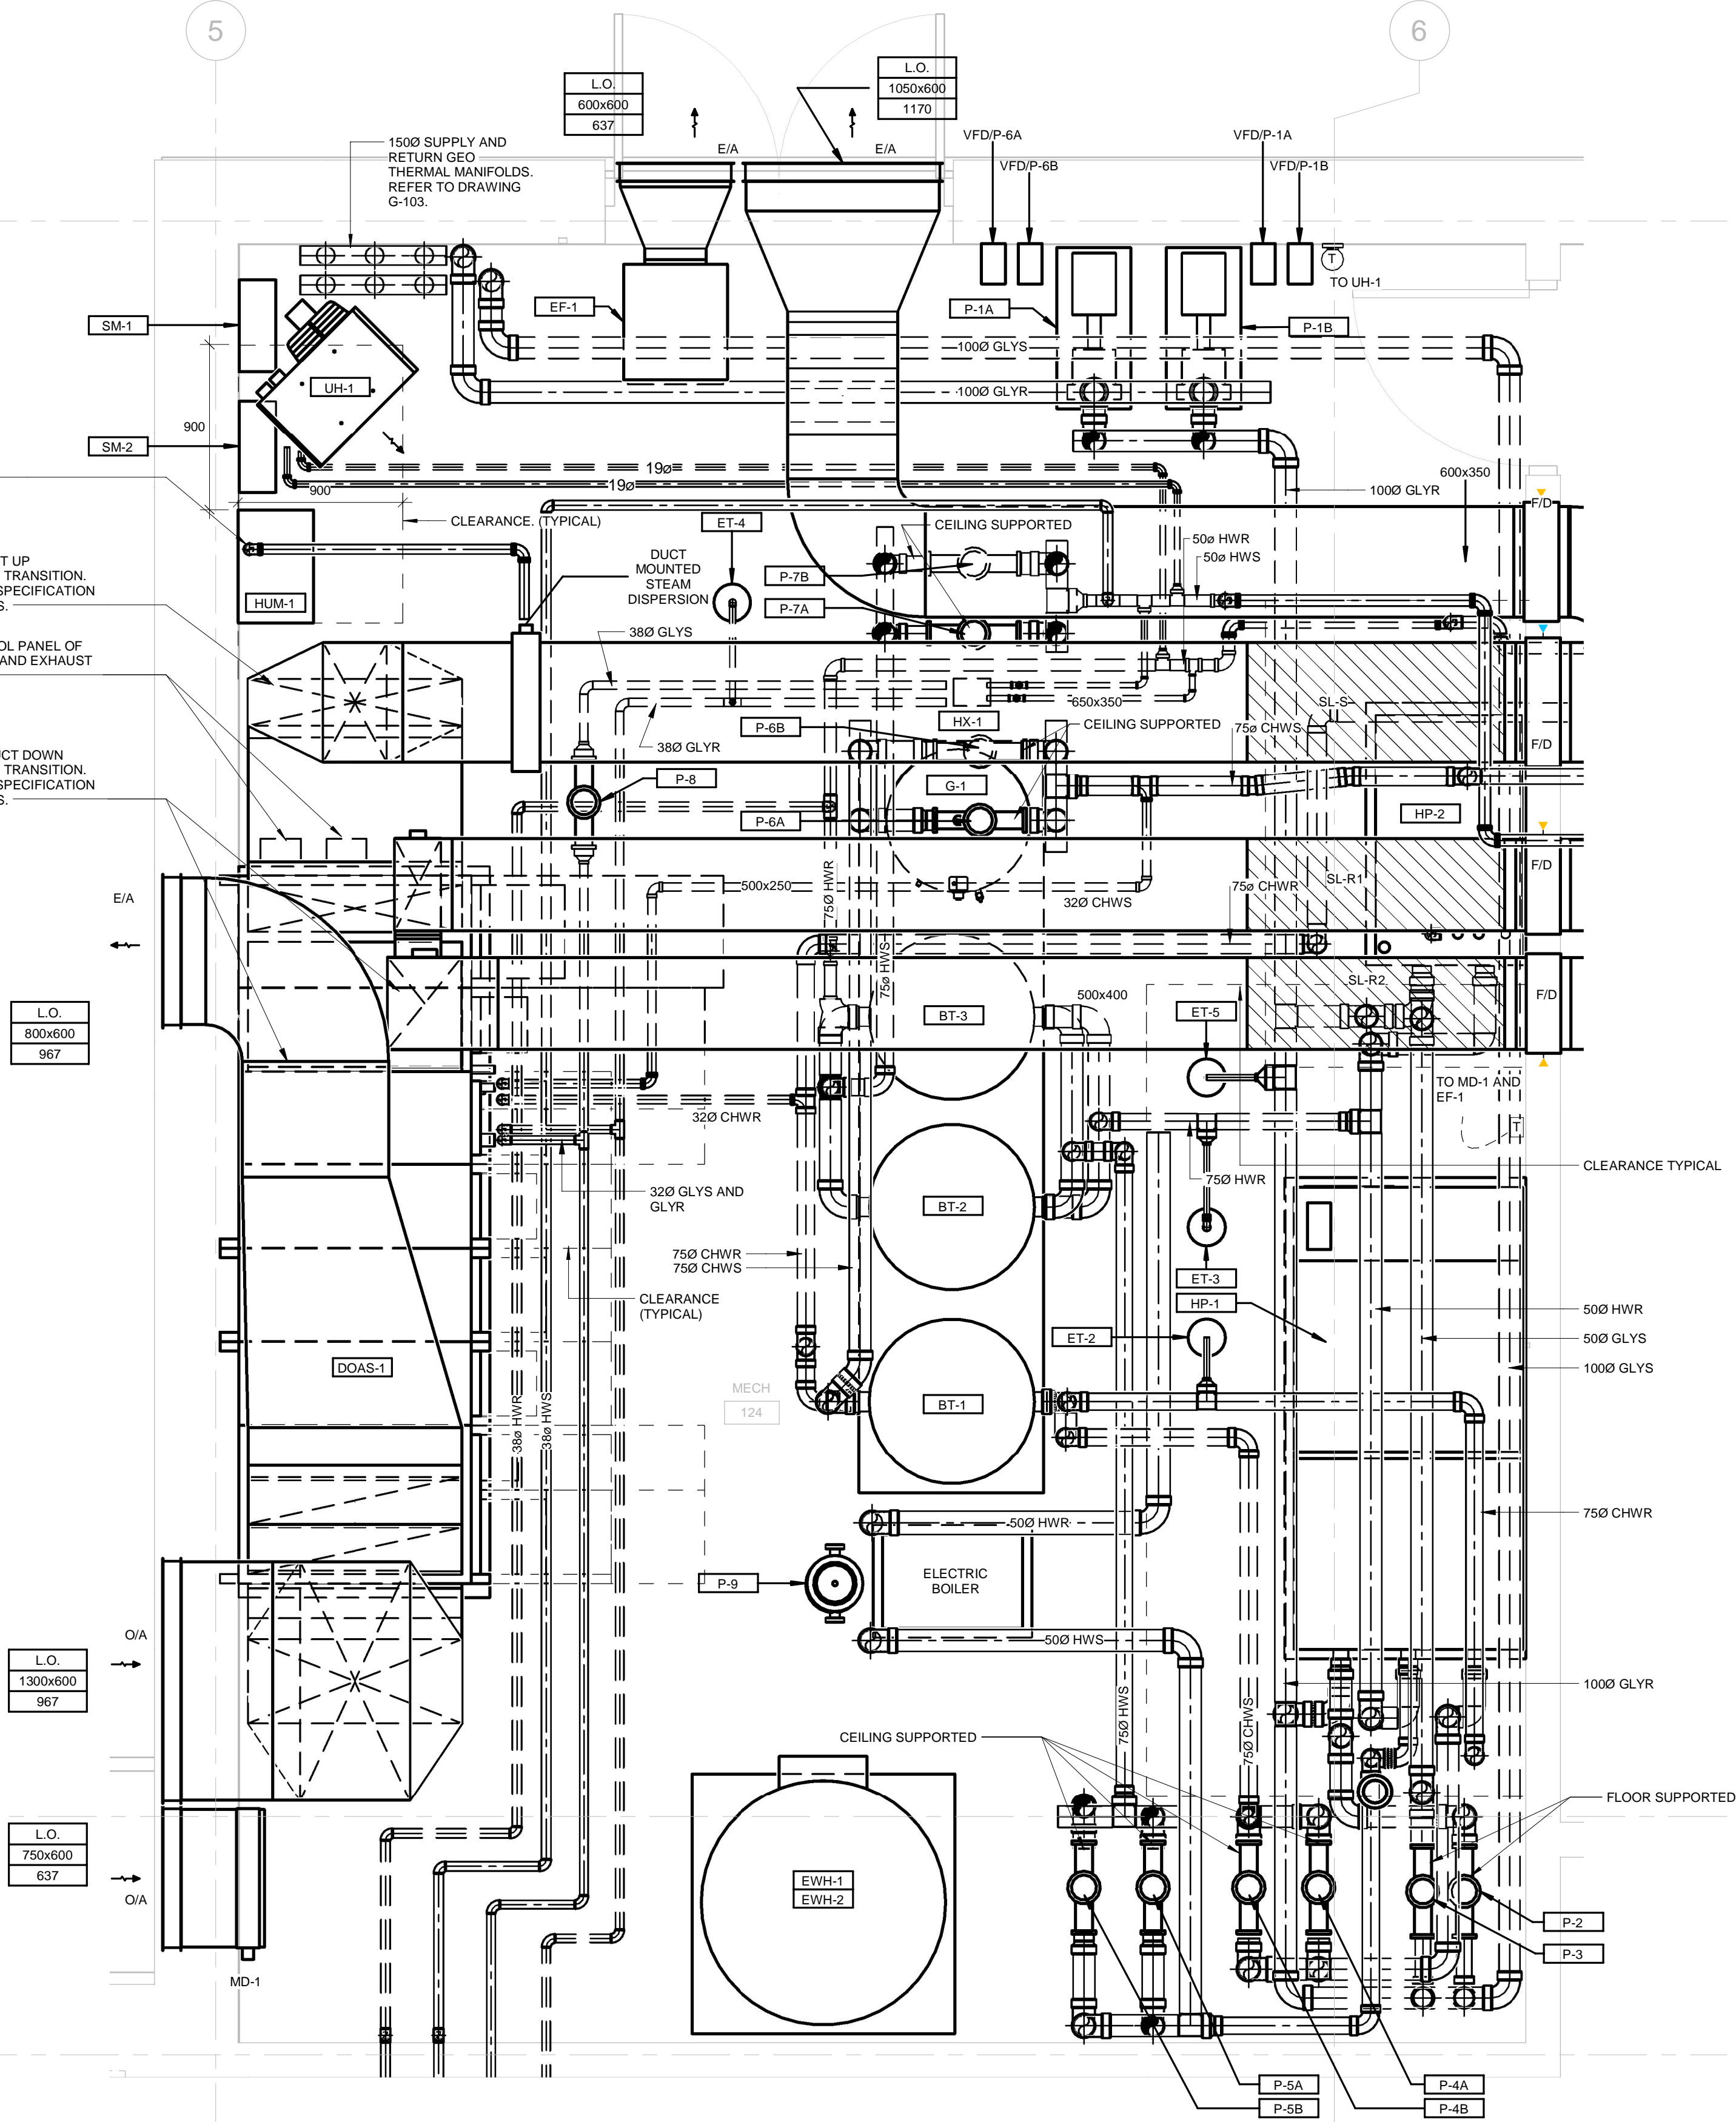 5
6
L.O.
600x600
637
L.O.
1050x600
1170
E/A
E/A
150Ø SUPPLY AND
RETURN GEO
THERMAL MANIFOLDS.
REFER TO DRAWING
G-103.
VFD/P-6A
VFD/P-6B
VFD/P-1A
VFD/P-1B
T
TO UH-1
SM-1
EF-1
P-1A
P-1B
100Ø GLYS
UH-1
100Ø GLYR
900
SM-2
19ø
19ø
900
600x350
100Ø GLYR
F/D
CLEARANCE. (TYPICAL)
ET-4
CEILING SUPPORTED
50ø HWR
50ø HWS
DUCT
MOUNTED
STEAM
DISPERSION
P-7B
P-7A
HUM-1
T UP
TRANSITION.
SPECIFICATION
S.
38Ø GLYS
OL PANEL OF
AND EXHAUST
650x350
SL-S
HX-1
P-6B
CEILING SUPPORTED
75ø CHWS
38Ø GLYR
F/D
UCT DOWN
TRANSITION.
SPECIFICATION
S.
P-8
G-1
P-6A
HP-2
F/D
SL-R1
75Ø HWR
500x250
75ø CHWR
32Ø CHWS
E/A
75ø HWS
SL-R2
500x400
F/D
L.O.
800x600
967
BT-3
ET-5
TO MD-1 AND
EF-1
T
32Ø CHWR
CLEARANCE TYPICAL
75Ø HWR
32Ø GLYS AND
GLYR
BT-2
75Ø CHWR
75Ø CHWS
ET-3
HP-1
CLEARANCE
(TYPICAL)
50Ø HWR
ET-2
50Ø GLYS
DOAS-1
100Ø GLYS
MECH
124
BT-1
38ø HWR
38ø HWS
75Ø CHWR
50Ø HWR
ELECTRIC
BOILER
P-9
O/A
50Ø HWS
L.O.
1300x600
967
100Ø GLYR
75Ø HWS
75Ø CHWS
CEILING SUPPORTED
FLOOR SUPPORTED
L.O.
750x600
637
O/A
EWH-1
EWH-2
P-2
P-3
MD-1
P-5A
P-5B
P-4A
P-4B